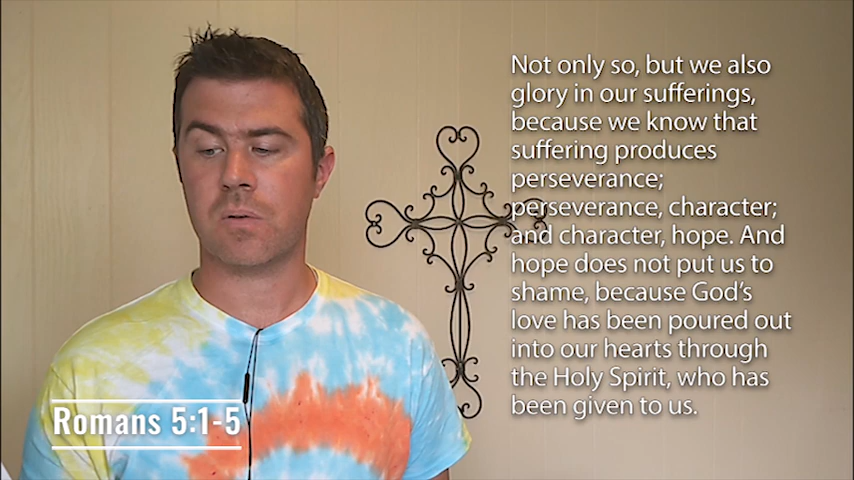 Not only so, but we also
glory in our sufferings,
because we know that
suffering produces
perseverance;
perseverance, character;
and character, hope. And
hope does not put us to
shame, because God’s
love has been poured out
into our hearts through
the Holy Spirit, who has
been given to us.
Romans 5:1-5